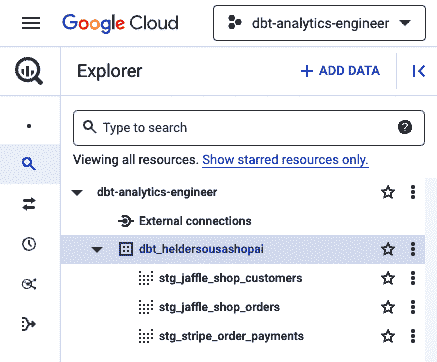 Google Cloud
dbt-analytics-engineer
Explorer
+ ADD DATA
Type to search
?
Viewing all resources. Show starred resources only.
dbt-analytics-engineer
External connections
dbt_heldersousashopai
stg_jaffle_shop_customers
stg_jaffle_shop_orders
stg_stripe_order_payments